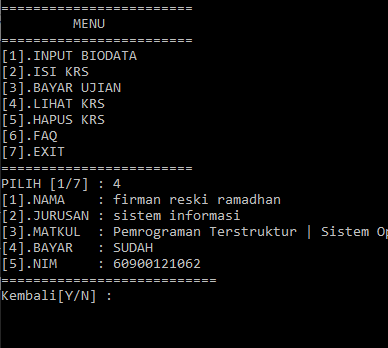 ========================
MENU
========================
[1].INPUT BIODATA
[2].ISI KRS
[3].BAYAR UJIAN
[4].LIHAT KRS
[5].HAPUS KRS
[6].FAQ
[7].EXIT
========================
PILIH [1/7] : 4
[1].NAMA : firman reski ramadhan
[2].JURUSAN : sistem informasi
[3].MATKUL : Pemrograman Terstruktur | Sistem
[4].BAYAR : SUDAH
[5].NIM : 60900121062
===========================
Kembali[Y/N] :